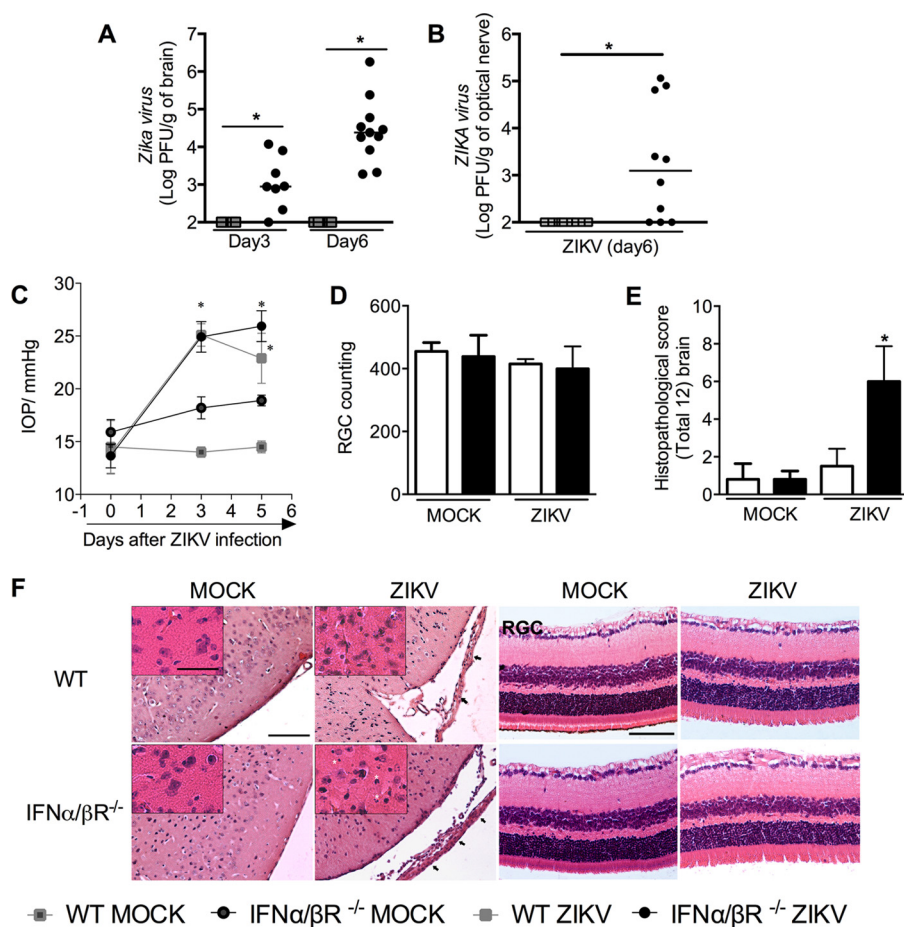 A
Zika virus
(Log PFU/g of brain)
7
6
5
4
3
2
*
*
Day3
Day6
B
ZIKA virus
(Log PFU/g of optical nerve)
6
5
4
3
2
*
ZIKV (day6)
C
IOP/ mmHg
30
25
20
15
10
*
*
*
-1 0 1 2 3 4 5 6
Days after ZIKV infection
D
RGC counting
600
400
200
0
MOCK
ZIKV
E
Histopathological score
(Total 12) brain
10
8
6
4
2
0
*
MOCK
ZIKV
F
MOCK
ZIKV
MOCK
ZIKV
WT
RGC
IFNα/βR-/-
WT MOCK
IFNα/βR -/- MOCK
WT ZIKV
IFNα/βR -/- ZIKV